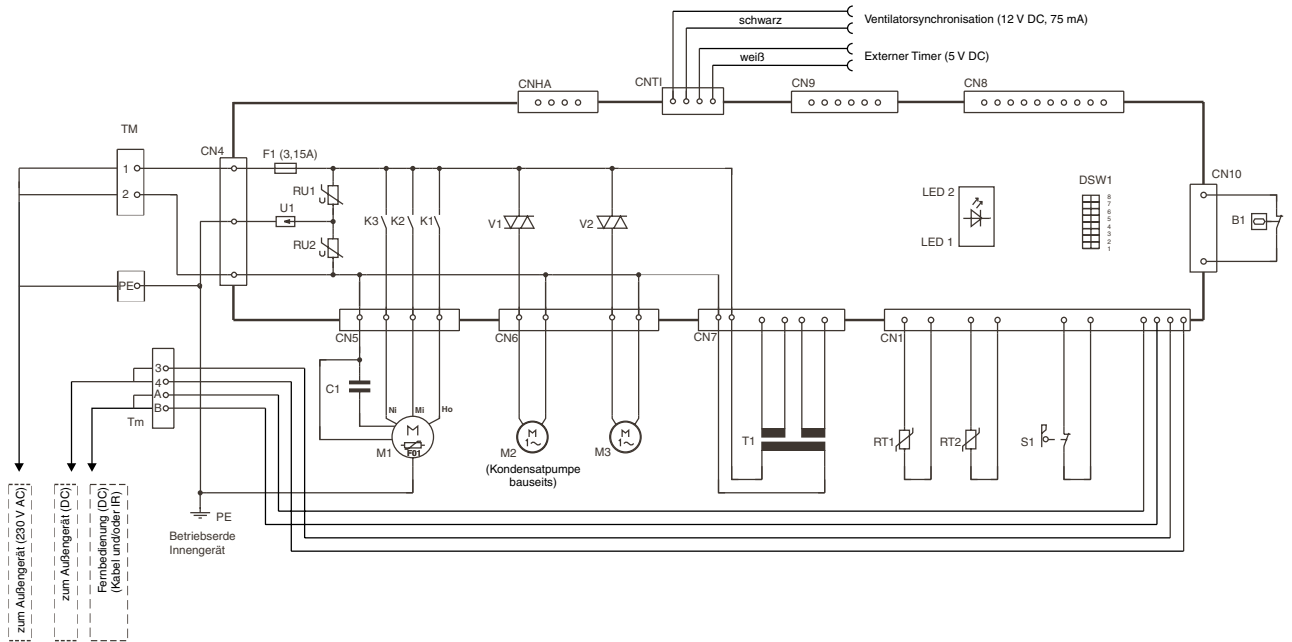 schwarz
Ventilatorsynchronisation (12 V DC, 75 mA)
weiß
Externer Timer (5 V DC)
CNHA
CNTI
CN9
CN8
TM
1
2
CN4
F1 (3,15A)
RU1
U1
RU2
K3
K2
K1
V1
V2
LED 2
LED 1
DSW1
8
7
6
5
4
3
2
1
CN10
B1
PE
CN5
CN6
CN7
CN1
3
4
A
B
Tm
C1
Ni
Mi
Ho
M
F01
M1
M
1~
M2
(Kondensatpumpe
bauseits)
M
1~
M3
T1
RT1
RT2
S1
PE
Betriebserde
Innengerät
zum Außengerät (230 V AC)
zum Außengerät (DC)
Fernbedienung (DC)
(Kabel und/oder IR)